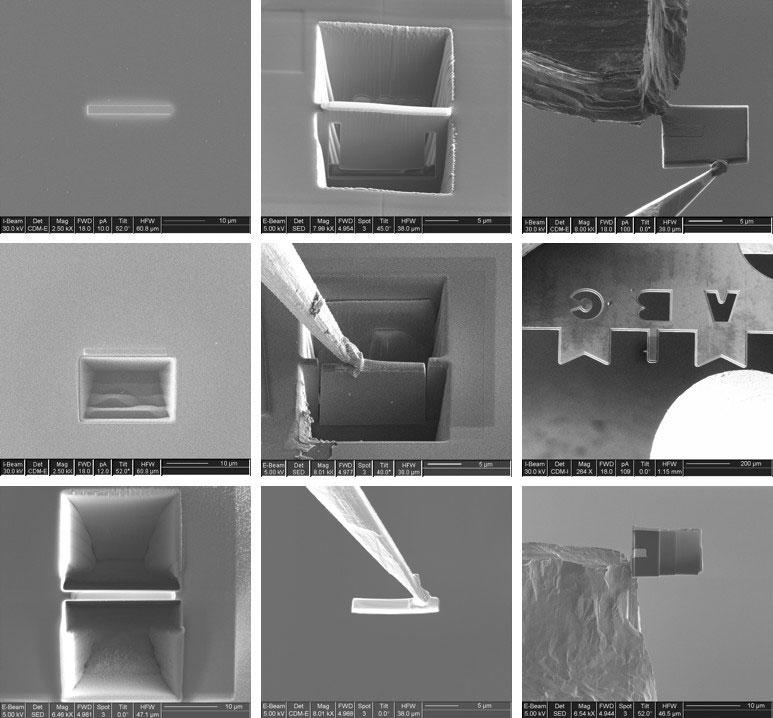 I-Beam Det Mag FWD pA Tilt HFW 10 µm
30.0 kV CDM-E 2.50 kX 18.0 10.0 52.0° 60.8 µm
E-Beam Det Mag FWD Spot Tilt HFW 5 µm
5.00 kV SED 7.99 kX 4.954 3 45.0° 38.0 µm
I-Beam Det Mag FWD pA Tilt HFW 5 µm
30.0 kV CDM-E 8.00 kX 18.0 100 0.0° 38.0 µm
I-Beam Det Mag FWD pA Tilt HFW 10 µm
30.0 kV CDM-E 2.50 kX 18.0 12.0 52.0° 60.8 µm
E-Beam Det Mag FWD Spot Tilt HFW 5 µm
5.00 kV SED 8.01 kX 4.977 3 40.0° 38.0 µm
C B V
I-Beam Det Mag FWD pA Tilt HFW 200 µm
30.0 kV CDM-I 264 X 18.0 109 0.0° 1.15 mm
E-Beam Det Mag FWD Spot Tilt HFW 10 µm
5.00 kV SED 6.46 kX 4.981 3 0.0° 47.1 µm
E-Beam Det Mag FWD Spot Tilt HFW 5 µm
5.00 kV CDM-E 8.01 kX 4.968 3 0.0° 38.0 µm
E-Beam Det Mag FWD Spot Tilt HFW 10 µm
5.00 kV SED 6.54 kX 4.944 3 52.0° 46.5 µm